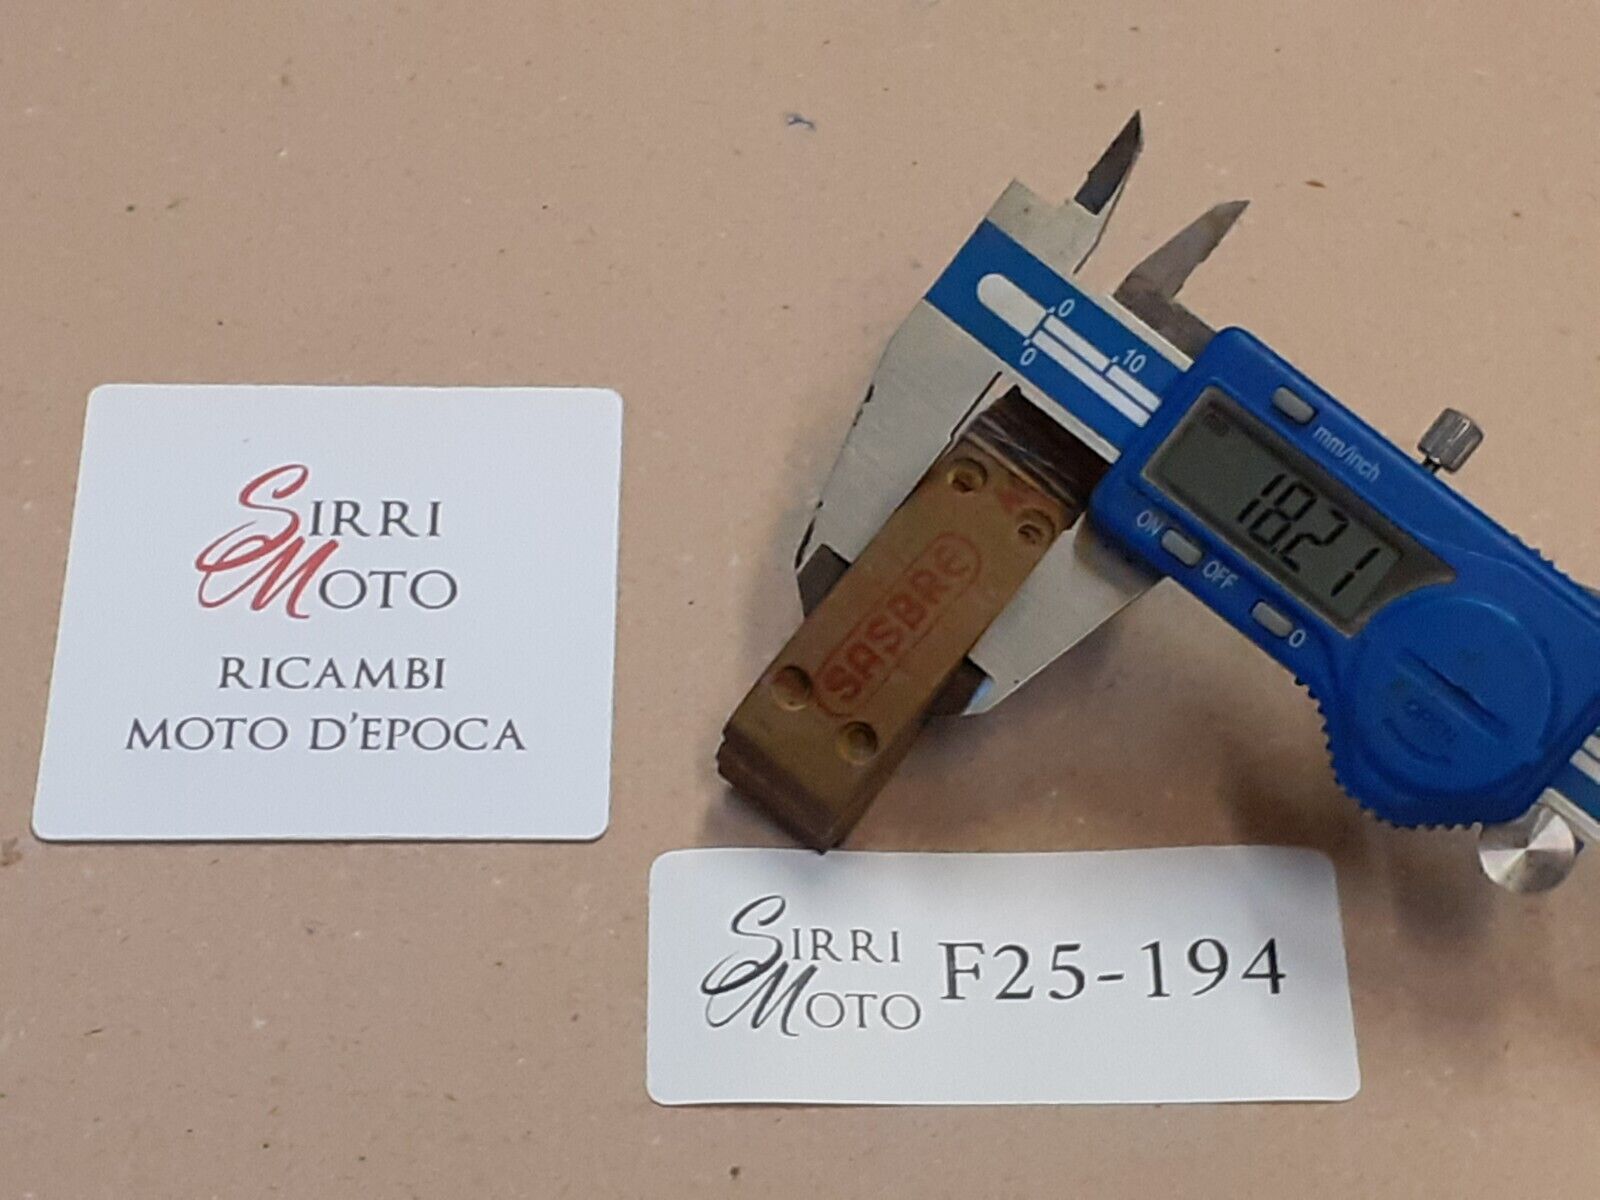 SIRRI
MOTO
RICAMBI
MOTO D'EPOCA
0
0
10
mm/inch
18.21
ON
OFF
0
SASBRE
SIRRI
MOTO
F25-194